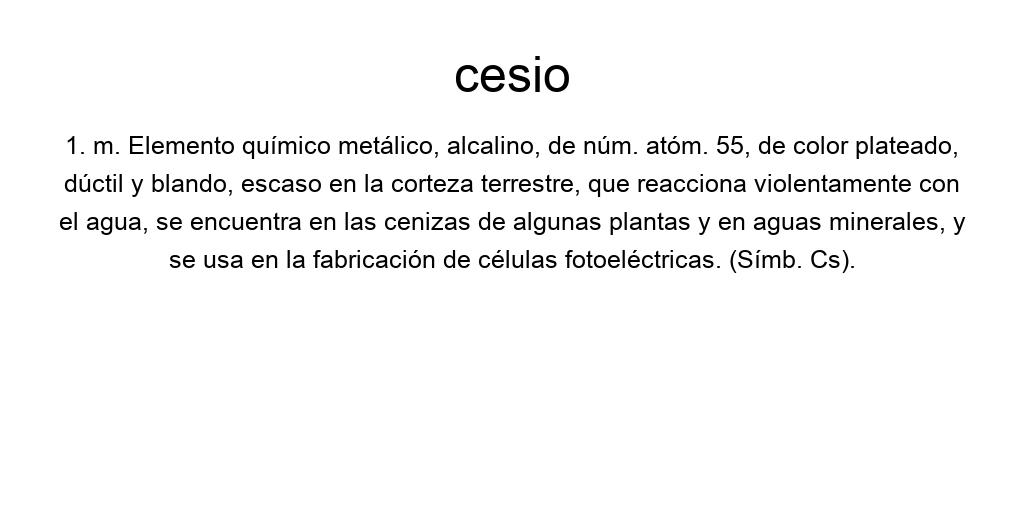 cesio
1. m. Elemento químico metálico, alcalino, de núm. atóm. 55, de color plateado,
dúctil y blando, escaso en la corteza terrestre, que reacciona violentamente con
el agua, se encuentra en las cenizas de algunas plantas y en aguas minerales, y
se usa en la fabricación de células fotoeléctricas. (Símb. Cs).